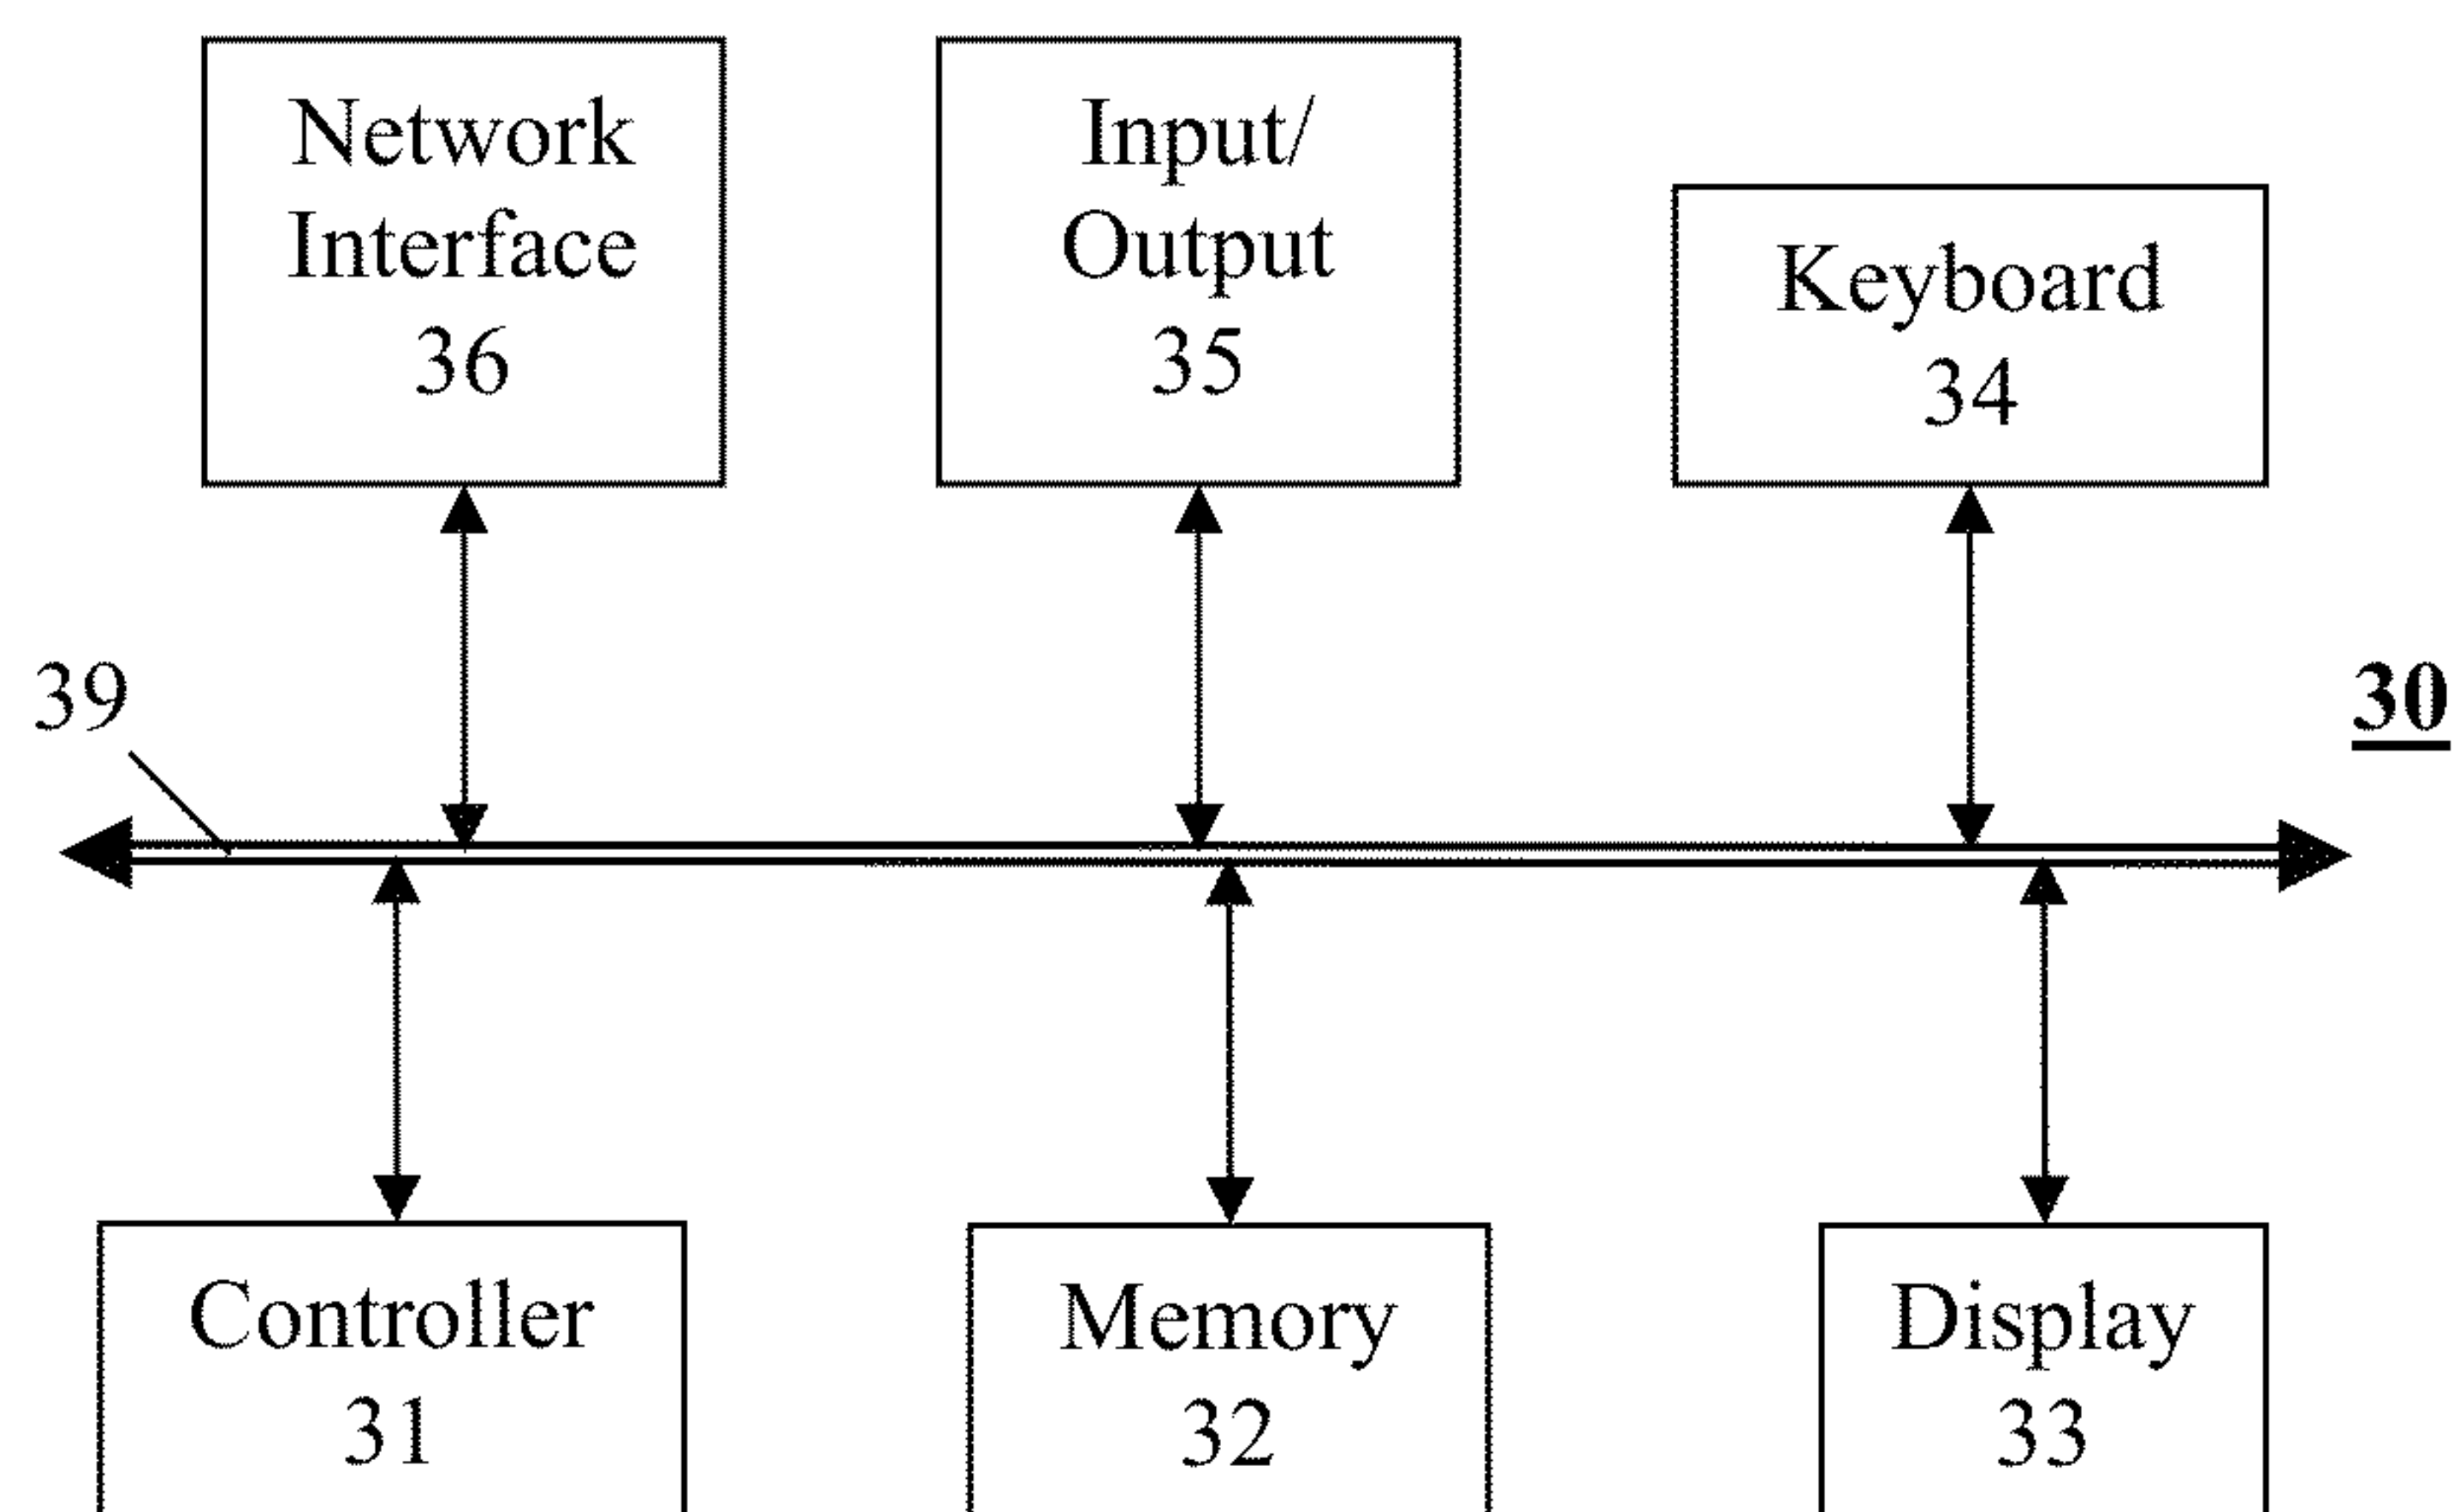 Network
Interface
36
Input/
Output
35
Keyboard
34
39
30
Controller
31
Memory
32
Display
33